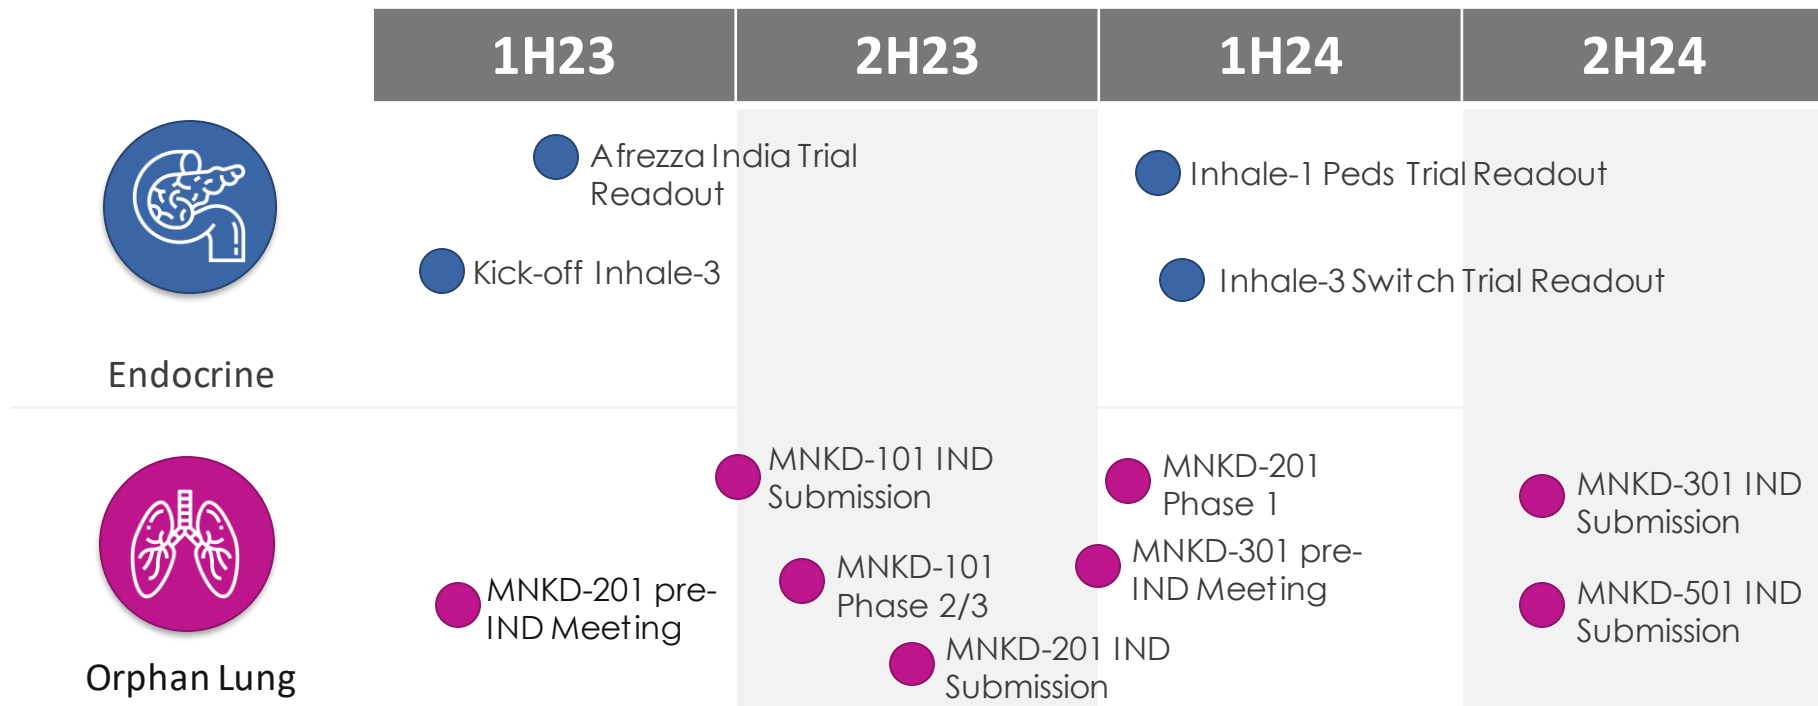 1H23
2H23
1H24
2H24
Afrezza India Trial
Readout
Kick-off Inhale-3
Inhale-1 Peds Trial Readout
Inhale-3 Switch Trial Readout
Endocrine
MNKD-201 pre-
IND Meeting
MNKD-101 IND
Submission
MNKD-101
Phase 2/3
MNKD-201 IND
Submission
MNKD-201
Phase 1
MNKD-301 pre-
IND Meeting
MNKD-301 IND
Submission
MNKD-501 IND
Submission
Orphan Lung